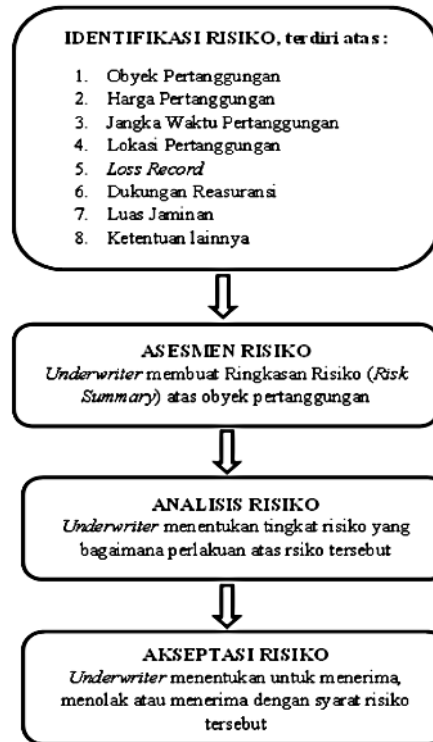 IDENTIFIKASI RISIKO, terdiri atas :
1. Obyek Pertanggungan
2. Harga Pertanggungan
3. Jangka Waktu Pertanggungan
4. Lokasi Pertanggungan
5. Loss Record
6. Dukungan Reasuransi
7. Luas Jaminan
8. Ketentuan lainnya
ASESMEN RISIKO
Underwriter membuat Ringkasan Risiko (Risk
Summary) atas obyek pertanggungan
ANALISIS RISIKO
Underwriter menentukan tingkat risiko yang
bagaimana perlakuan atas rsiko tersebut
AKSEPTASI RISIKO
Underwriter menentukan untuk menerima,
menolak atau menerima dengan syarat risiko
tersebut